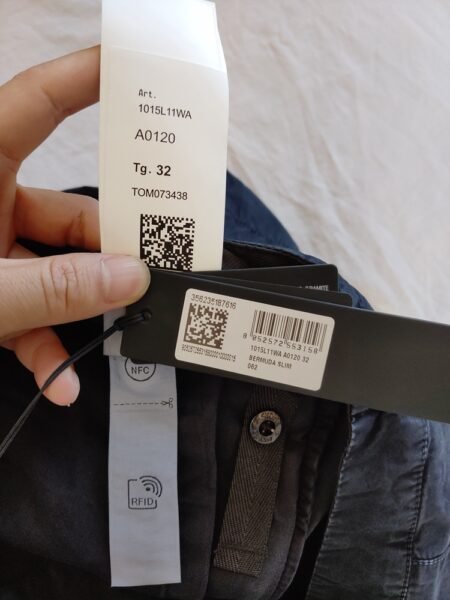 Art.
1015L11WA
A0120
Tg. 32
TOM073438
356235187616
8 052572 553158
1015L11WA A0120 32
BERMUDA SLIM
062
NFC
RFID